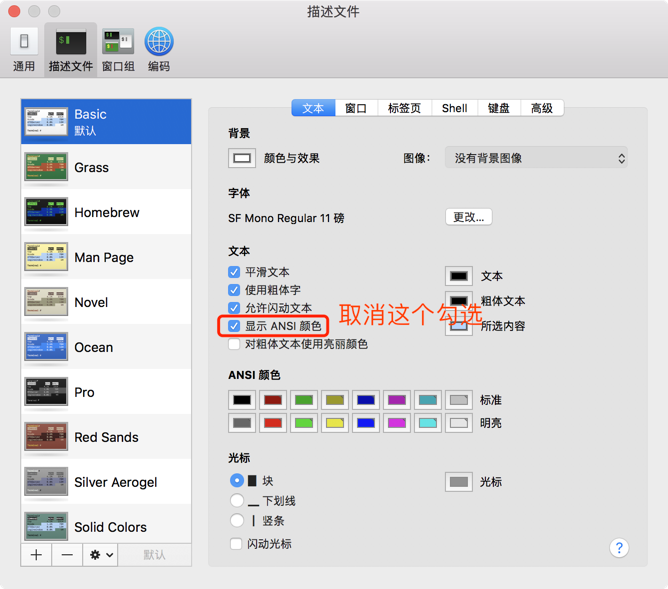 描述文件
通用
描述文件
窗口组
编码
Basic
默认
Grass
Homebrew
Man Page
Novel
Ocean
Pro
Red Sands
Silver Aerogel
Solid Colors
默认
文本 窗口 标签页 Shell 键盘 高级
背景
颜色与效果
图像： 没有背景图像
字体
SF Mono Regular 11 磅
更改...
文本
平滑文本
文本
使用粗体字
粗体文本
允许闪动文本
取消这个勾选
显示 ANSI 颜色
所选内容
对粗体文本使用亮丽颜色
ANSI 颜色
标准
明亮
光标
块
光标
下划线
竖条
闪动光标
?